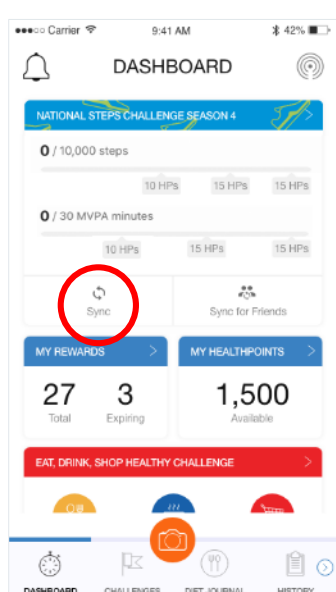 Carrier 9:41 AM 42%
DASHBOARD
NATIONAL STEPS CHALLENGE SEASON 4
0 / 10,000 steps
10 HPs 15 HPs 15 HPs
0 / 30 MVPA minutes
10 HPs 15 HPs 15 HPs
Sync Sync for Friends
MY REWARDS > MY HEALTHPOINTS >
27 3 1,500
Total Expiring Available
EAT, DRINK, SHOP HEALTHY CHALLENGE >
DASHBOARD CHALLENGES DIET JOURNAL HISTORY